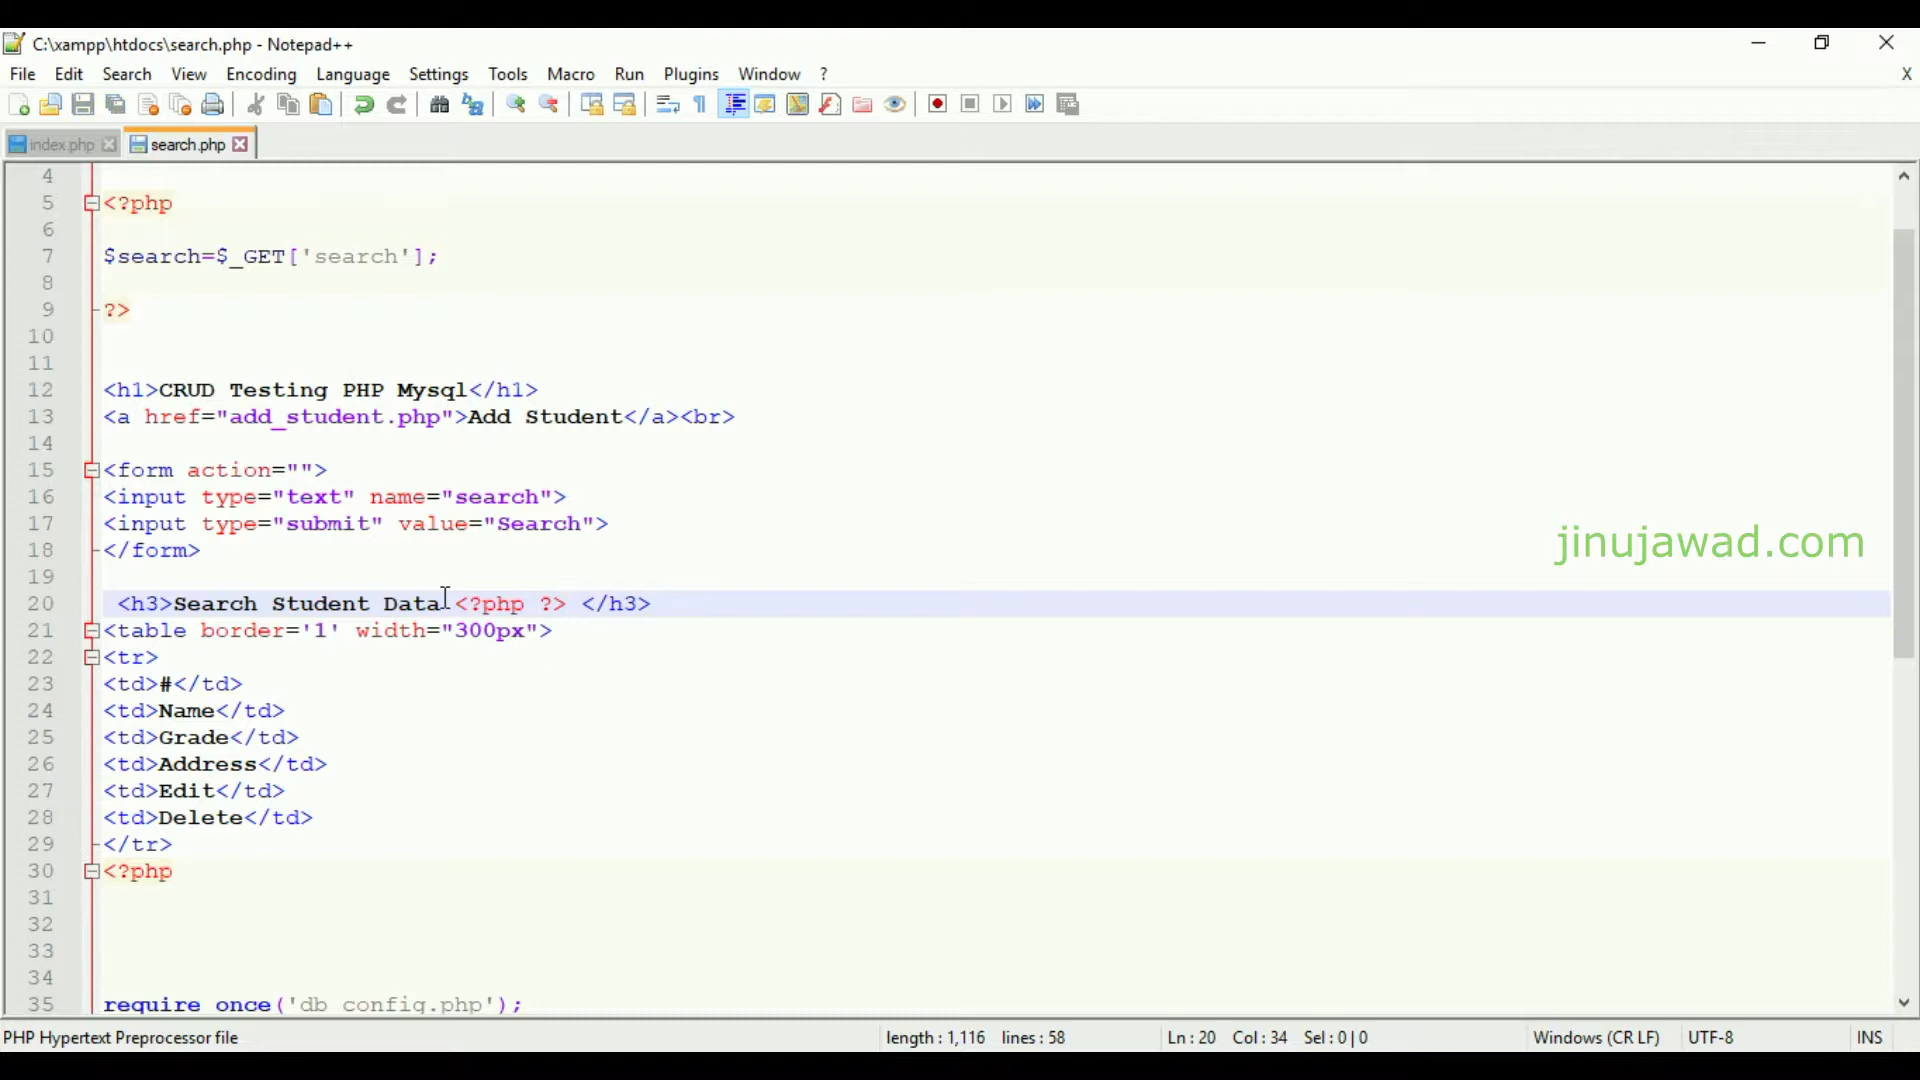 C:\xampp\htdocs\search.php - Notepad++
File Edit Search View Encoding Language Settings Tools Macro Run Plugins Window ? X
index.php search.php
4
5 <?php
6
7 $search=$_GET['search'];
8
9 ?>
10
11
12 <h1>CRUD Testing PHP Mysql</h1>
13 <a href="add_student.php">Add Student</a><br>
14
15 <form action="">
16 <input type="text" name="search">
17 <input type="submit" value="Search">
18 </form>
jinujawad.com
19
20 <h3>Search Student Data <?php ?> </h3>
21 <table border='1' width="300px">
22 <tr>
23 <td>#</td>
24 <td>Name</td>
25 <td>Grade</td>
26 <td>Address</td>
27 <td>Edit</td>
28 <td>Delete</td>
29 </tr>
30 <?php
31
32
33
34
35 require_once('db_config.php');
PHP Hypertext Preprocessor file length : 1,116 lines : 58 Ln : 20 Col : 34 Sel : 0 | 0 Windows (CR LF) UTF-8 INS